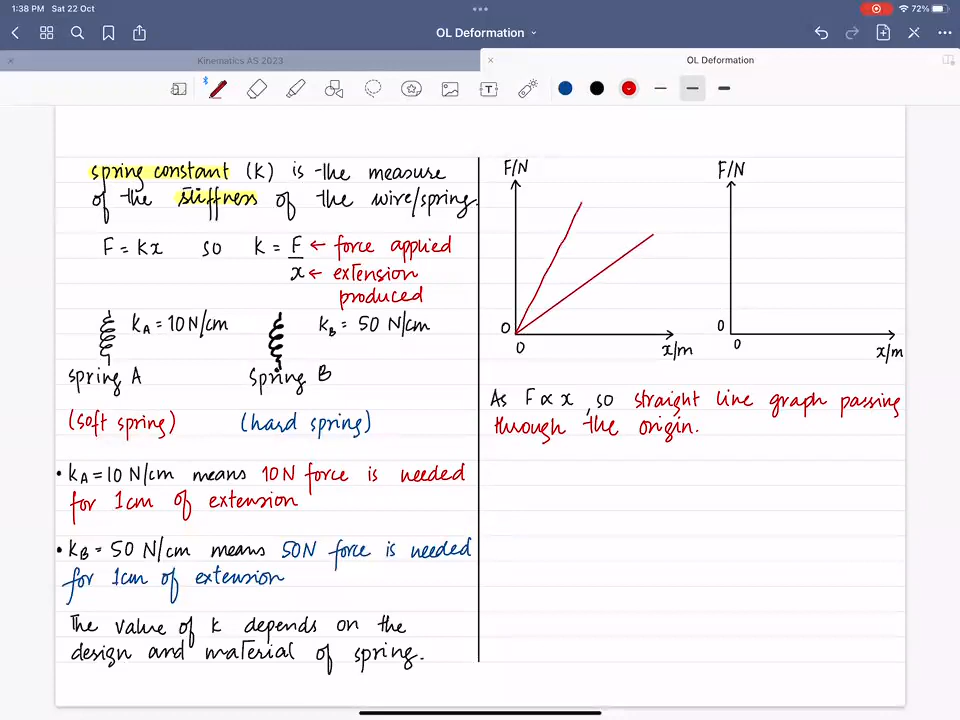 1:38 PM Sat 22 Oct
72%
OL Deformation
Kinematics AS 2023
OL Deformation
spring constant (K) is the measure
of the stiffness of the wire/spring.
F = Kx so K = F ← force applied
x ← extension
produced
kA = 10 N/cm kB = 50 N/cm
spring A spring B
(soft spring) (hard spring)
• kA = 10 N/cm means 10N force is needed
for 1cm of extension
• kB = 50 N/cm means 50N force is needed
for 1cm of extension
The value of K depends on the
design and material of spring.
F/N
0
0
x/m
F/N
0
0
x/m
As F ∝ x, so straight line graph passing
through the origin.